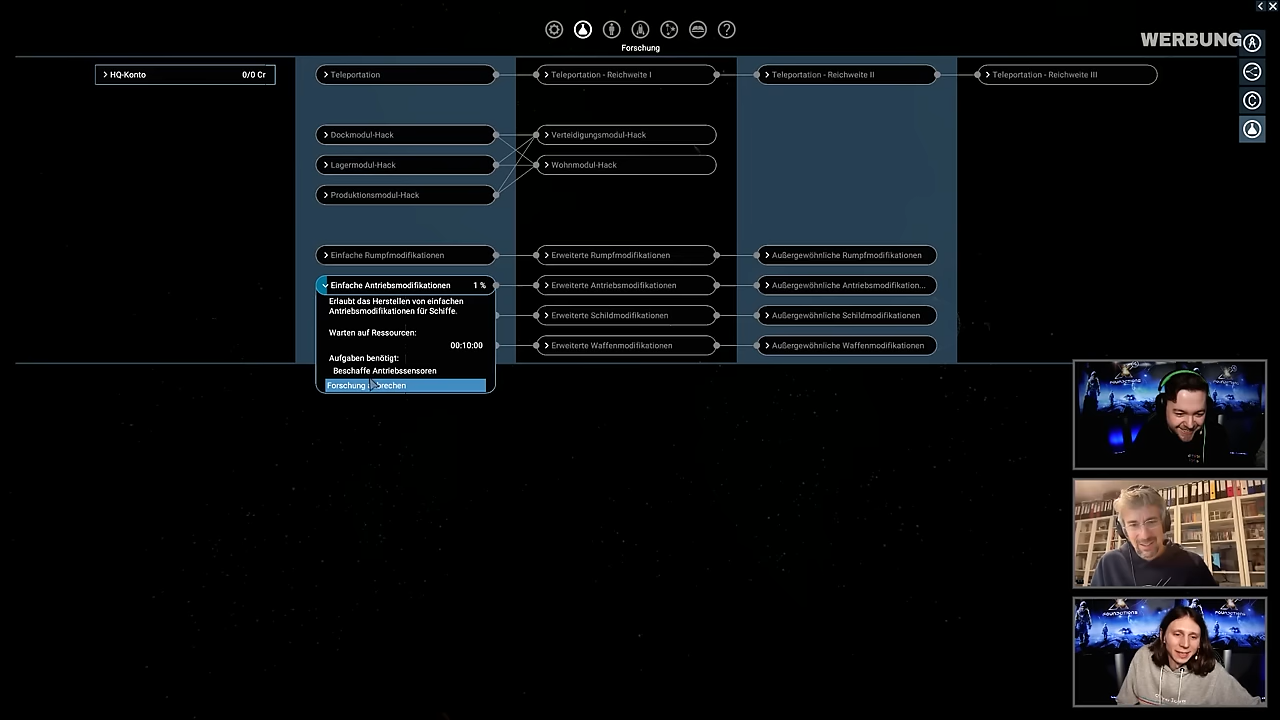 Forschung
WERBUNG
HQ-Konto 0/0 Cr
Teleportation
Teleportation - Reichweite I
Teleportation - Reichweite II
Teleportation - Reichweite III
Dockmodul-Hack
Verteidigungsmodul-Hack
Lagermodul-Hack
Wohnmodul-Hack
Produktionsmodul-Hack
Einfache Rumpfmodifikationen
Erweiterte Rumpfmodifikationen
Außergewöhnliche Rumpfmodifikationen
Einfache Antriebsmodifikationen 1 %
Erweiterte Antriebsmodifikationen
Außergewöhnliche Antriebsmodifikation...
Erlaubt das Herstellen von einfachen
Antriebsmodifikationen für Schiffe.
Erweiterte Schildmodifikationen
Außergewöhnliche Schildmodifikationen
Warten auf Ressourcen:
00:10:00
Erweiterte Waffenmodifikationen
Außergewöhnliche Waffenmodifikationen
Aufgaben benötigt:
Beschaffe Antriebssensoren
Forschung
FOUNDATIONS
FOUNDATIONS